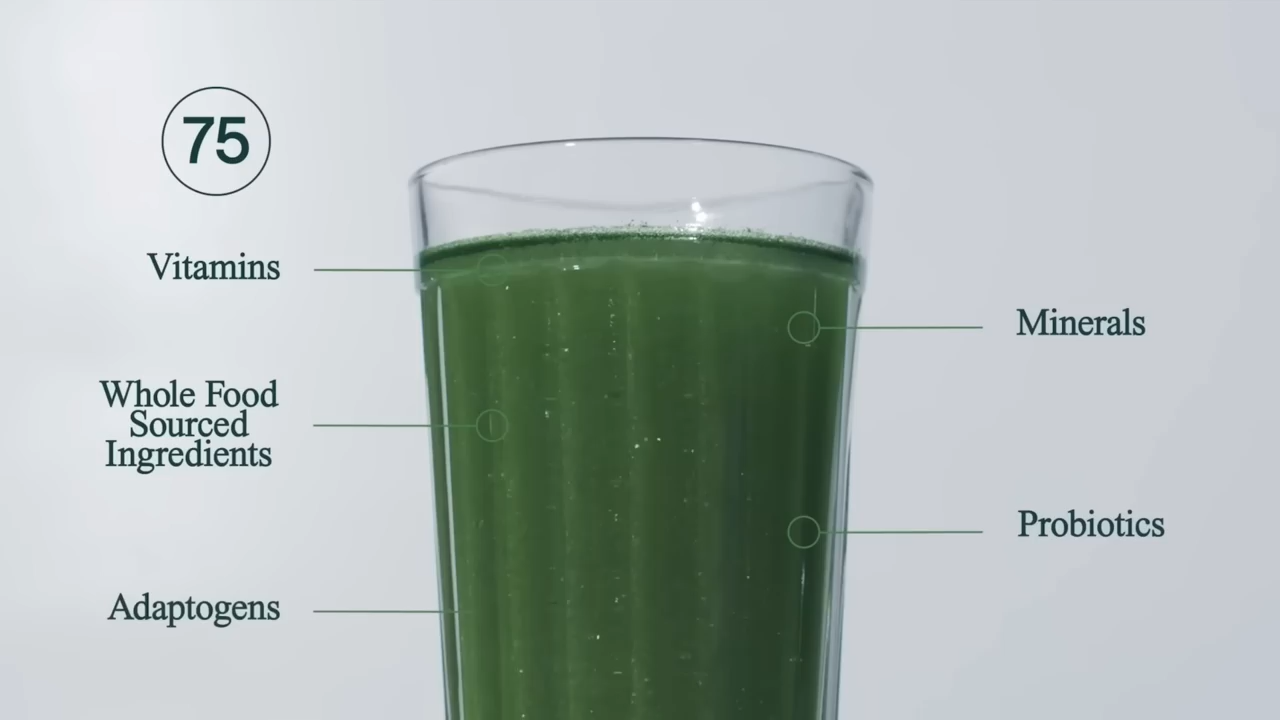 75
Vitamins
Minerals
Whole Food
Sourced
Ingredients
Probiotics
Adaptogens